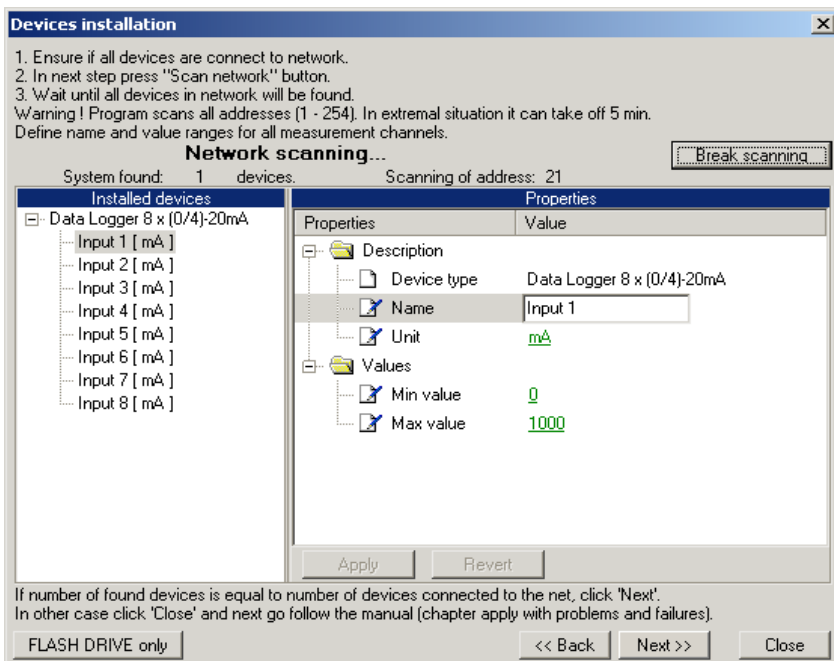 Devices installation
1. Ensure if all devices are connect to network.
2. In next step press "Scan network" button.
3. Wait until all devices in network will be found.
Warning ! Program scans all addresses (1 - 254). In extremal situation it can take off 5 min.
Define name and value ranges for all measurement channels.
Network scanning...
Break scanning
System found: 1 devices. Scanning of address: 21
Installed devices
Data Logger 8 x (0/4)-20mA
Input 1 [ mA ]
Input 2 [ mA ]
Input 3 [ mA ]
Input 4 [ mA ]
Input 5 [ mA ]
Input 6 [ mA ]
Input 7 [ mA ]
Input 8 [ mA ]
Properties
Properties Value
Description
Device type Data Logger 8 x (0/4)-20mA
Name Input 1
Unit mA
Values
Min value 0
Max value 1000
Apply Revert
If number of found devices is equal to number of devices connected to the net, click 'Next'.
In other case click 'Close' and next go follow the manual (chapter apply with problems and failures).
FLASH DRIVE only << Back Next >> Close